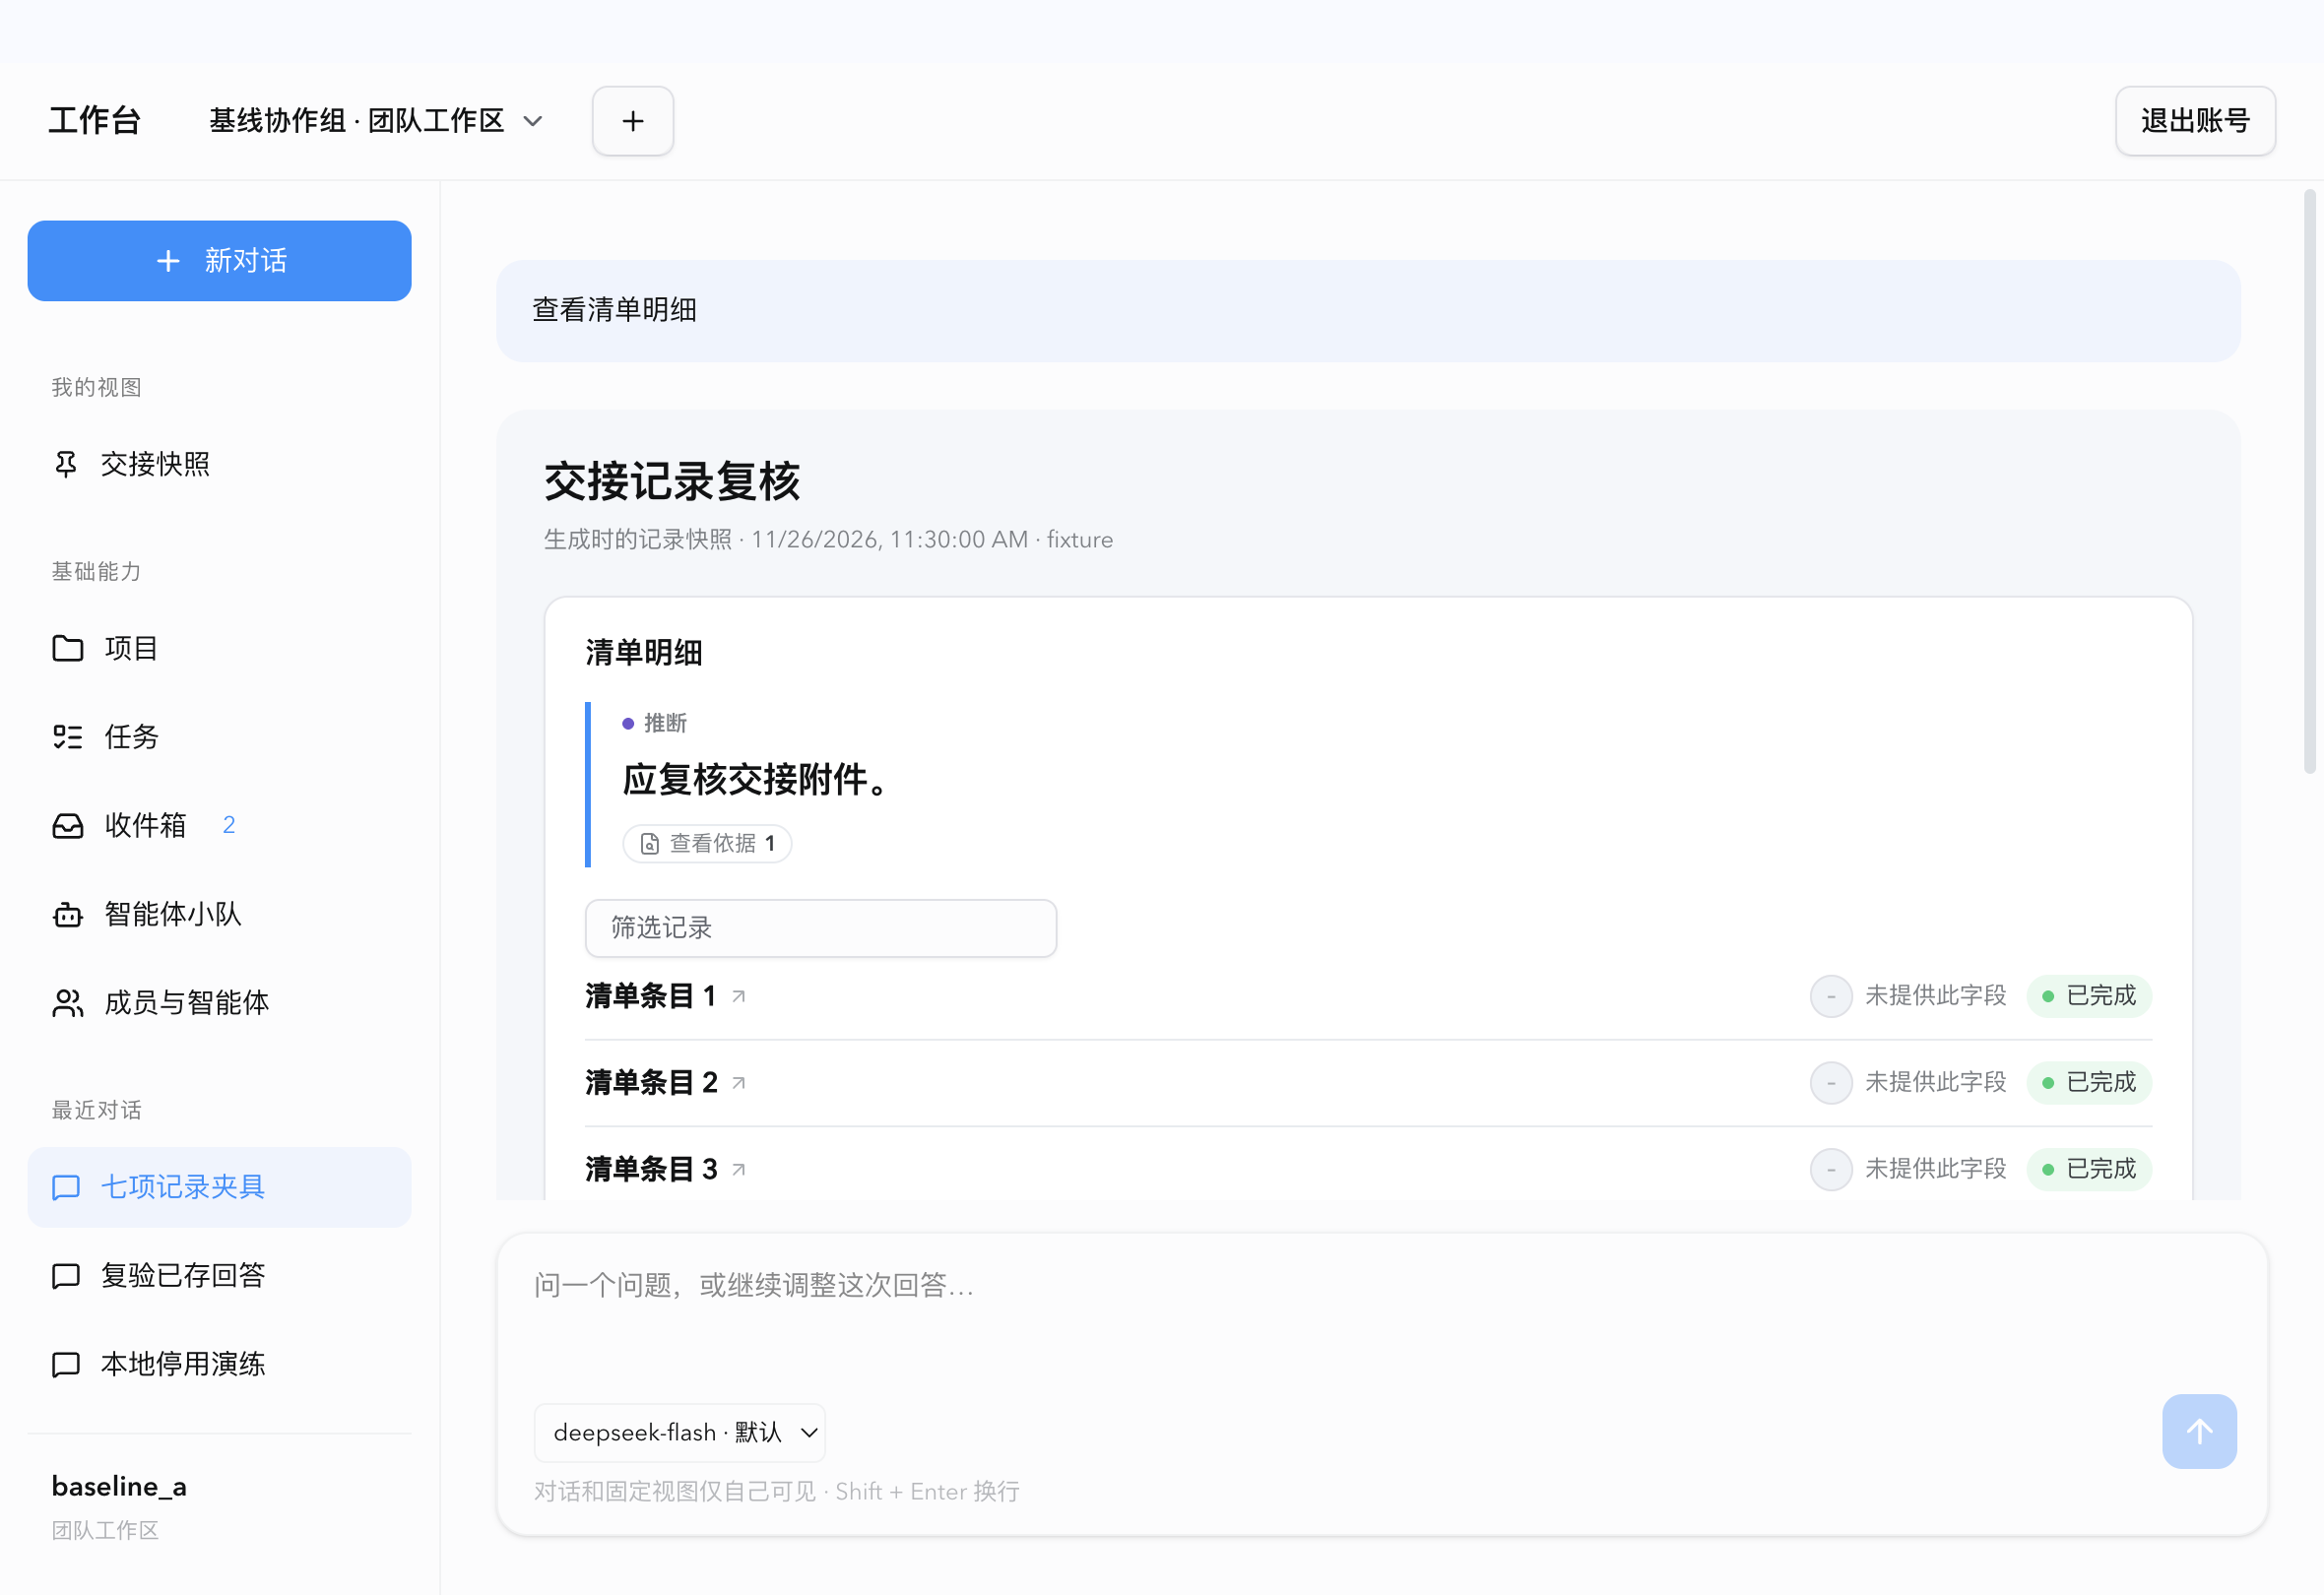 工作台
基线协作组 · 团队工作区
退出账号
新对话
我的视图
交接快照
基础能力
项目
任务
收件箱 2
智能体小队
成员与智能体
最近对话
七项记录夹具
复验已存回答
本地停用演练
baseline_a
团队工作区
查看清单明细
交接记录复核
生成时的记录快照 · 11/26/2026, 11:30:00 AM · fixture
清单明细
推断
应复核交接附件。
查看依据 1
筛选记录
清单条目 1 - 未提供此字段 已完成
清单条目 2 - 未提供此字段 已完成
清单条目 3 - 未提供此字段 已完成
问一个问题，或继续调整这次回答...
deepseek-flash · 默认
对话和固定视图仅自己可见 · Shift + Enter 换行